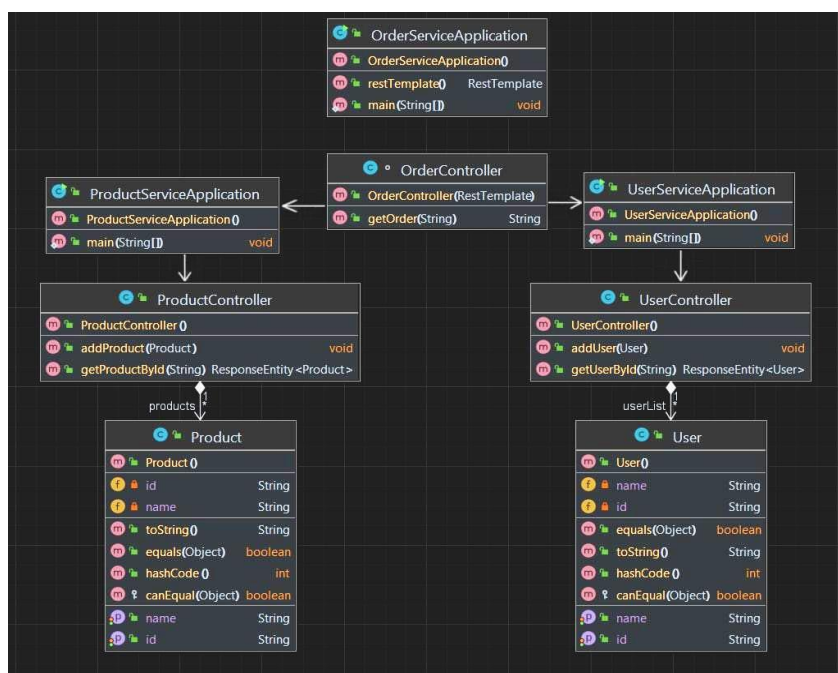 OrderServiceApplication
OrderServiceApplication()
restTemplate() RestTemplate
main(String[]) void
OrderController
OrderController(RestTemplate)
getOrder(String) String
ProductServiceApplication
ProductServiceApplication()
main(String[]) void
UserServiceApplication
UserServiceApplication()
main(String[]) void
ProductController
ProductController()
addProduct(Product) void
getProductById(String) ResponseEntity<Product>
UserController
UserController()
addUser(User) void
getUserById(String) ResponseEntity<User>
1
products *
1
userList *
Product
Product()
id String
name String
toString() String
equals(Object) boolean
hashCode() int
canEqual(Object) boolean
name String
id String
User
User()
name String
id String
equals(Object) boolean
toString() String
hashCode() int
canEqual(Object) boolean
name String
id String